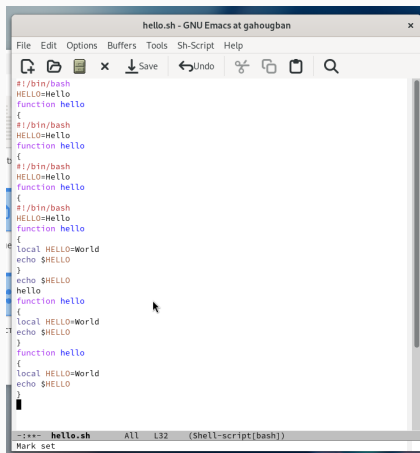 hello.sh - GNU Emacs at gahougban ×
File Edit Options Buffers Tools Sh-Script Help
Save Undo
#!/bin/bash
HELLO=Hello
function hello
{
#!/bin/bash
HELLO=Hello
function hello
{
#!/bin/bash
HELLO=Hello
function hello
{
#!/bin/bash
HELLO=Hello
function hello
{
local HELLO=World
echo $HELLO
}
echo $HELLO
hello
function hello
{
local HELLO=World
echo $HELLO
}
function hello
{
local HELLO=World
echo $HELLO
}
-:**- hello.sh All L32 (Shell-script[bash])
Mark set